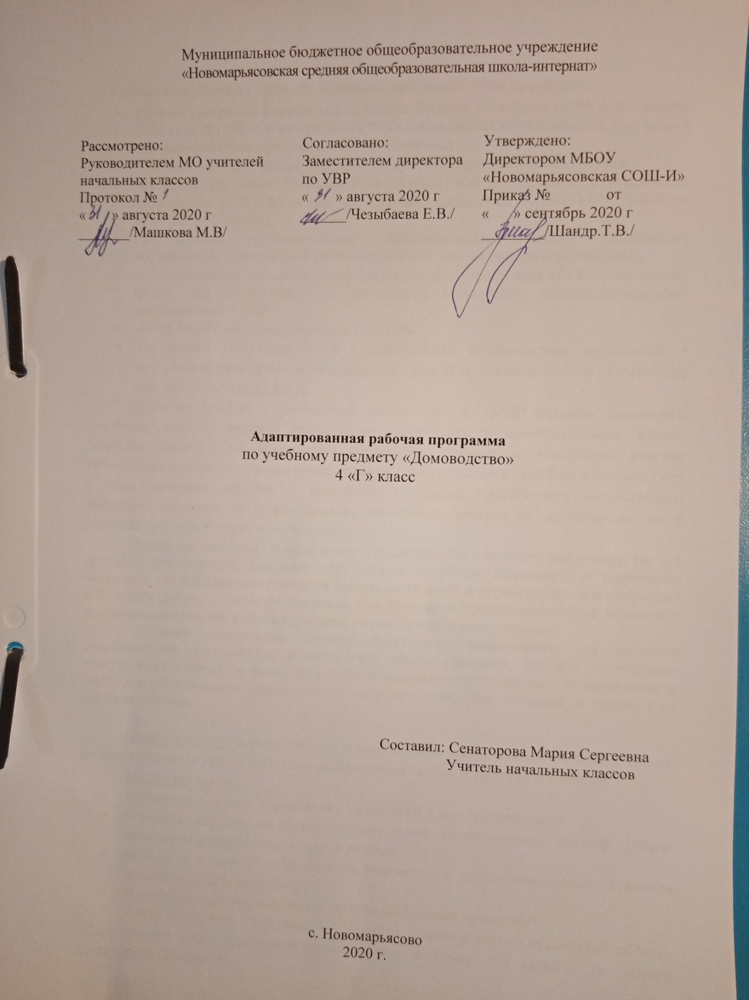 Муниципальное бюджетное общеобразовательное учреждение
«Новомарьясовская средняя общеобразовательная школа-интернат»
Рассмотрено:
Руководителем МО учителей
начальных классов
Протокол № 1
« 31 » августа 2020 г
/Машкова М.В/
Согласовано:
Заместителем директора
по УВР
« 31 » августа 2020 г
/Чезыбаева Е.В./
Утверждено:
Директором МБОУ
«Новомарьясовская СОШ-И»
Приказ № от
« » сентябрь 2020 г
/Шандр.Т.В./
Адаптированная рабочая программа
по учебному предмету «Домоводство»
4 «Г» класс
Составил: Сенаторова Мария Сергеевна
Учитель начальных классов
с. Новомарьясово
2020 г.